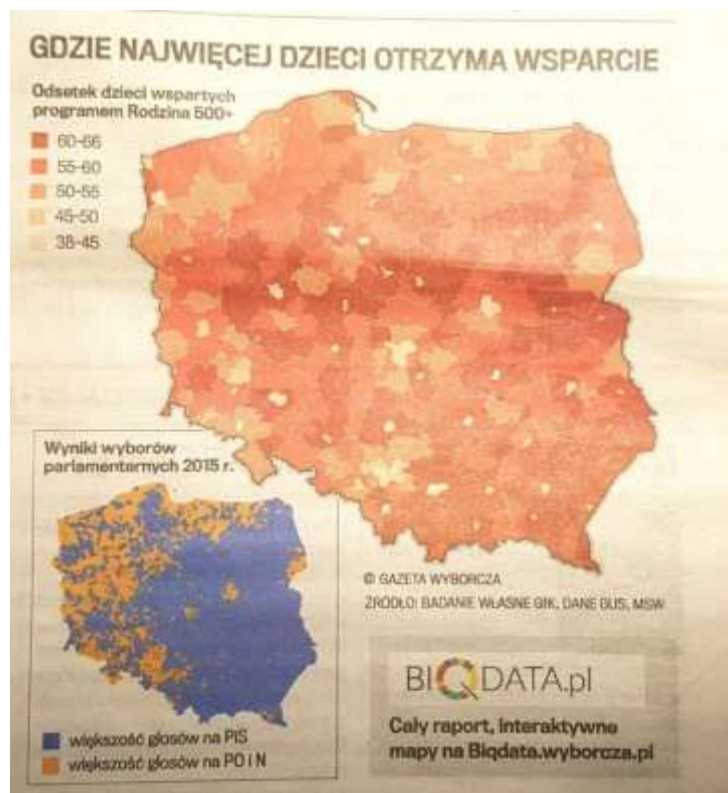 GDZIE NAJWIĘCEJ DZIECI OTRZYMA WSPARCIE
Odsetek dzieci wspartych
programem Rodzina 500+
60-66
55-60
50-55
45-50
38-45
Wyniki wyborów
parlamentarnych 2015 r.
większość głosów na PIS
większość głosów na PO i N
© GAZETA WYBORCZA
ŹRÓDŁO: BADANIE WŁASNE GIK, DANE GUS, MSW
BIQDATA.pl
Cały raport, interaktywne
mapy na Biqdata.wyborcza.pl